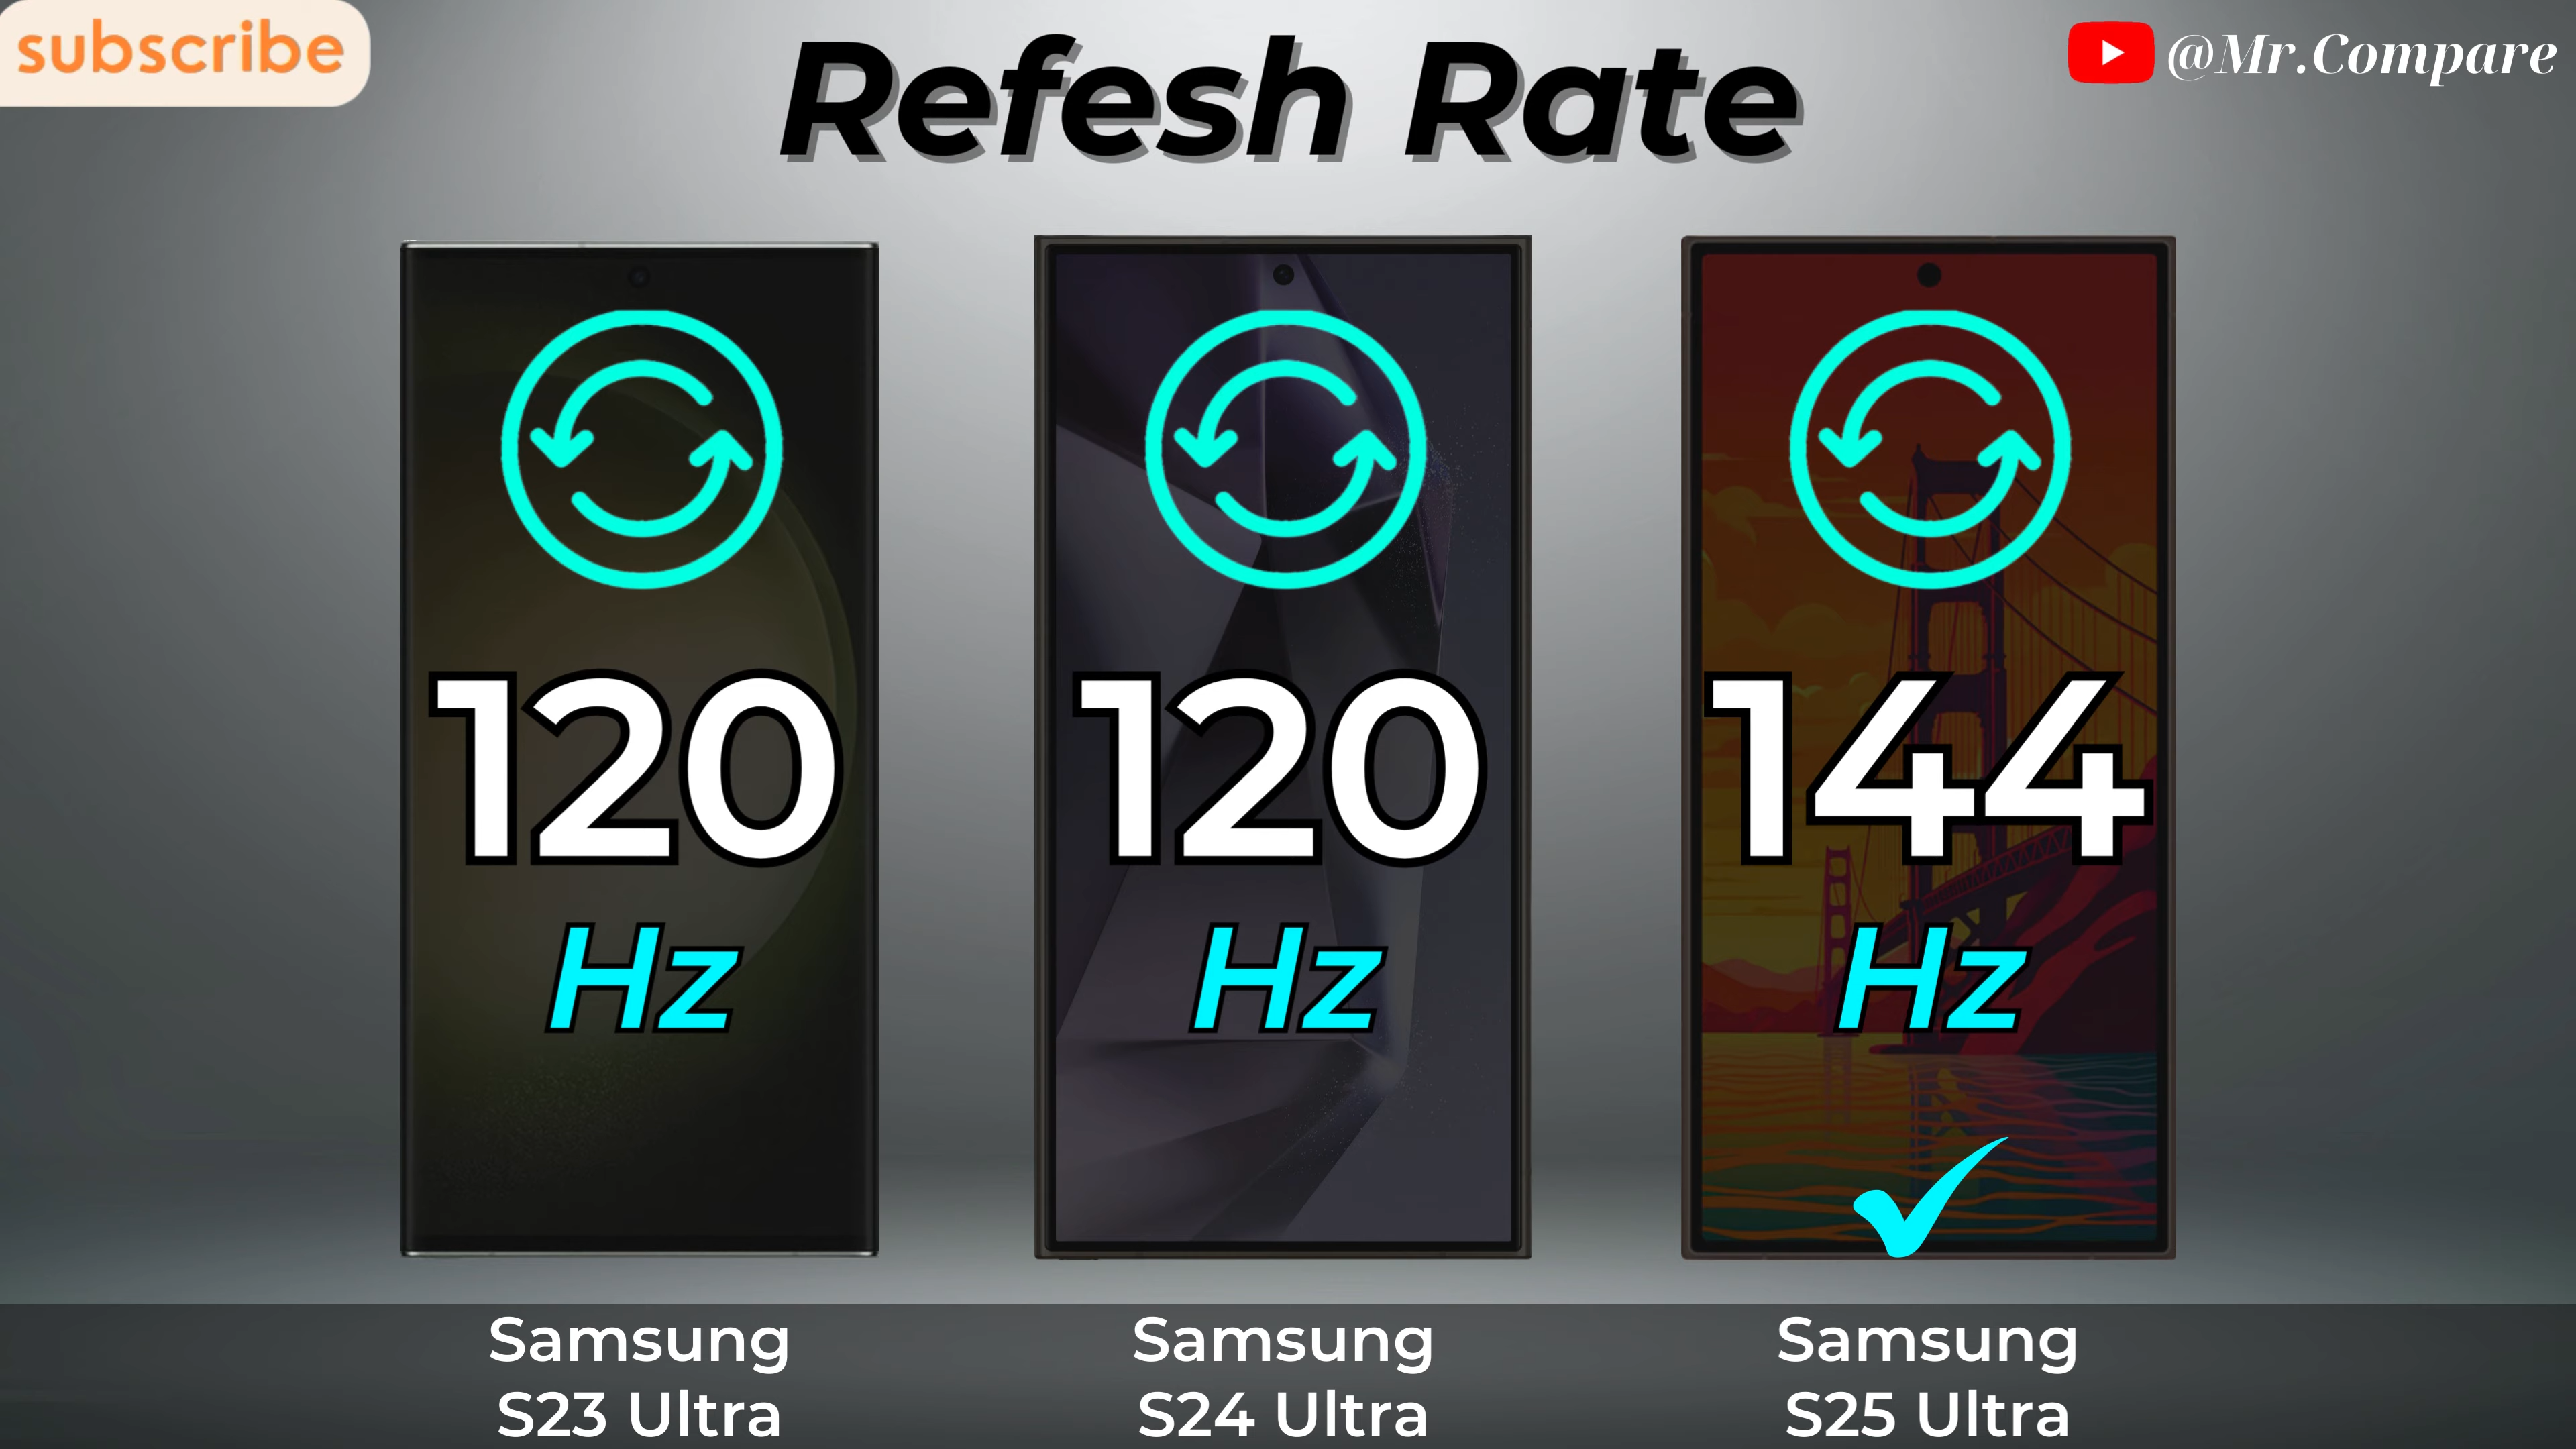 subscribe
Refesh Rate
@Mr.Compare
120
Hz
120
Hz
144
Hz
Samsung
S23 Ultra
Samsung
S24 Ultra
Samsung
S25 Ultra